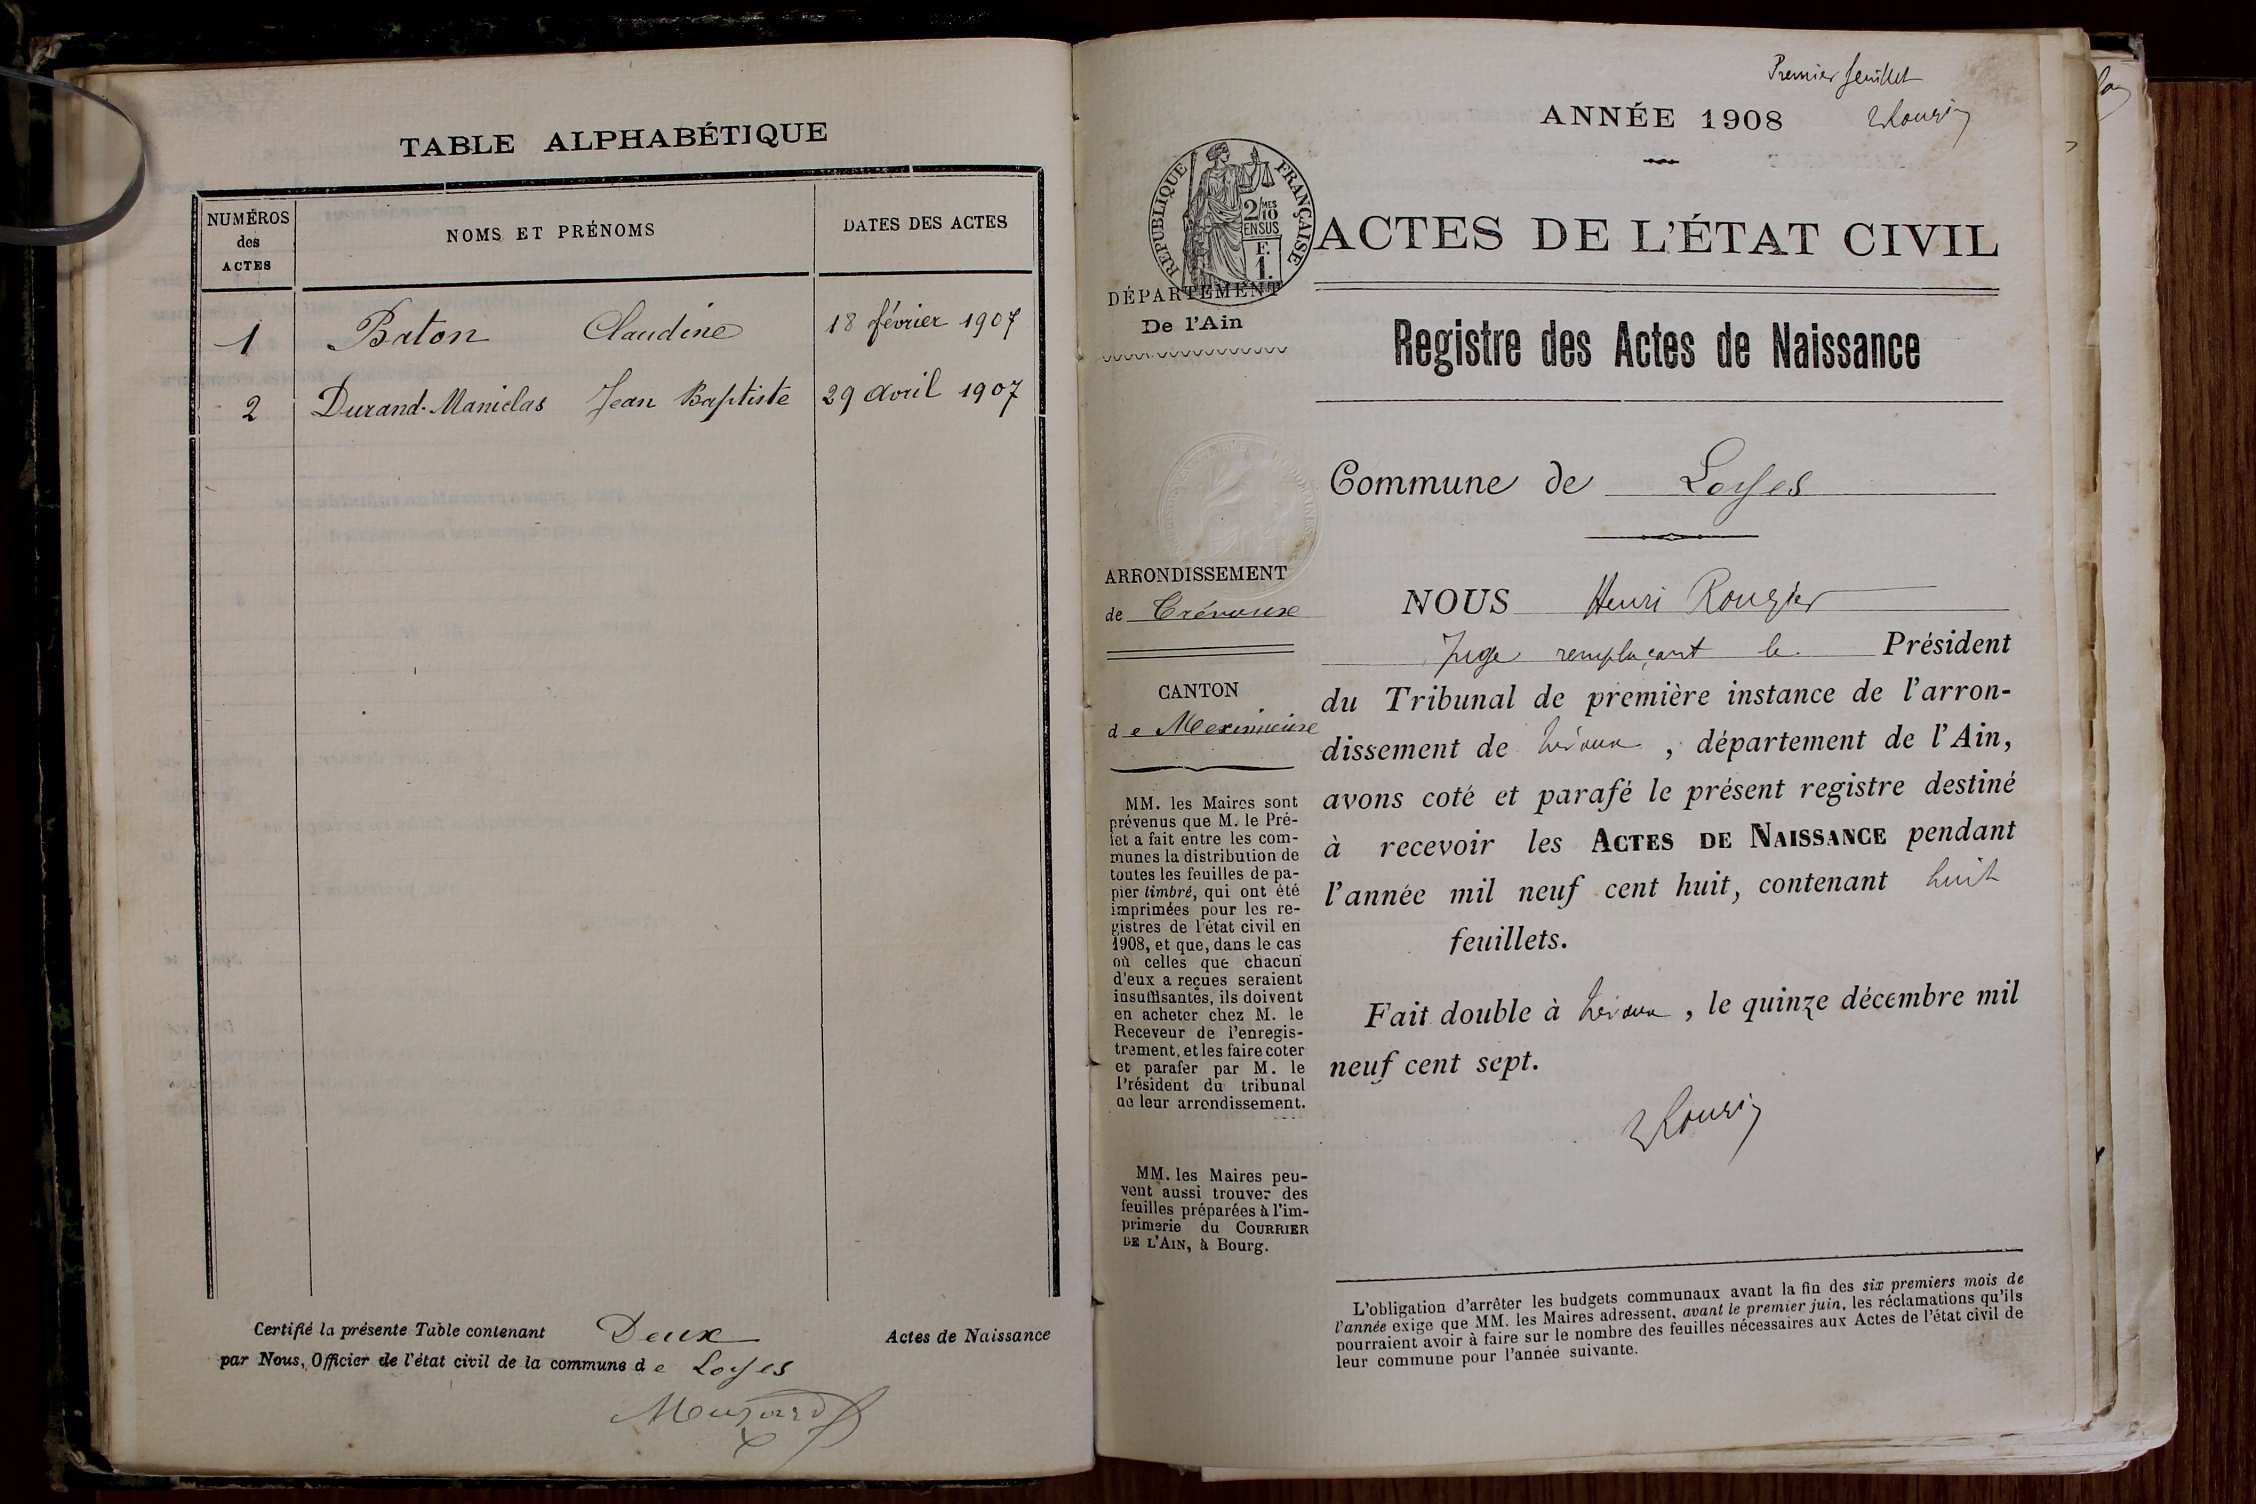 TABLE ALPHABÉTIQUE
NUMÉROS
des
ACTES
NOMS ET PRÉNOMS
DATES DES ACTES
1 Baton Claudine 18 février 1907
2 Durand-Maniclas Jean Baptiste 29 Avril 1907
Certifié la présente Table contenant Deux Actes de Naissance
par Nous, Officier de l'état civil de la commune de Loyes
Premier feuillet
ANNÉE 1908
RÉPUBLIQUE FRANÇAISE
2/10 MES
EN SUS
F.
1.
ACTES DE L'ÉTAT CIVIL
DÉPARTEMENT
De l'Ain
Registre des Actes de Naissance
Commune de Loyes
ARRONDISSEMENT
de Trévoux
CANTON
de Meximieux
MM. les Maires sont
prévenus que M. le Pré-
fet a fait entre les com-
munes la distribution de
toutes les feuilles de pa-
pier timbré, qui ont été
imprimées pour les re-
gistres de l'état civil en
1908, et que, dans le cas
où celles que chacun
d'eux a reçues seraient
insuffisantes, ils doivent
en acheter chez M. le
Receveur de l'enregis-
trement, et les faire coter
et parafer par M. le
Président du tribunal
de leur arrondissement.
MM. les Maires peu-
vent aussi trouver des
feuilles préparées à l'im-
primerie du COURRIER
DE L'AIN, à Bourg.
NOUS Henri Rougier
Juge remplaçant le Président
du Tribunal de première instance de l'arron-
dissement de Trévoux, département de l'Ain,
avons coté et parafé le présent registre destiné
à recevoir les ACTES DE NAISSANCE pendant
l'année mil neuf cent huit, contenant huit
feuillets.
Fait double à Trévoux, le quinze décembre mil
neuf cent sept.
L'obligation d'arrêter les budgets communaux avant la fin des six premiers mois de
l'année exige que MM. les Maires adressent, avant le premier juin, les réclamations qu'ils
pourraient avoir à faire sur le nombre des feuilles nécessaires aux Actes de l'état civil de
leur commune pour l'année suivante.